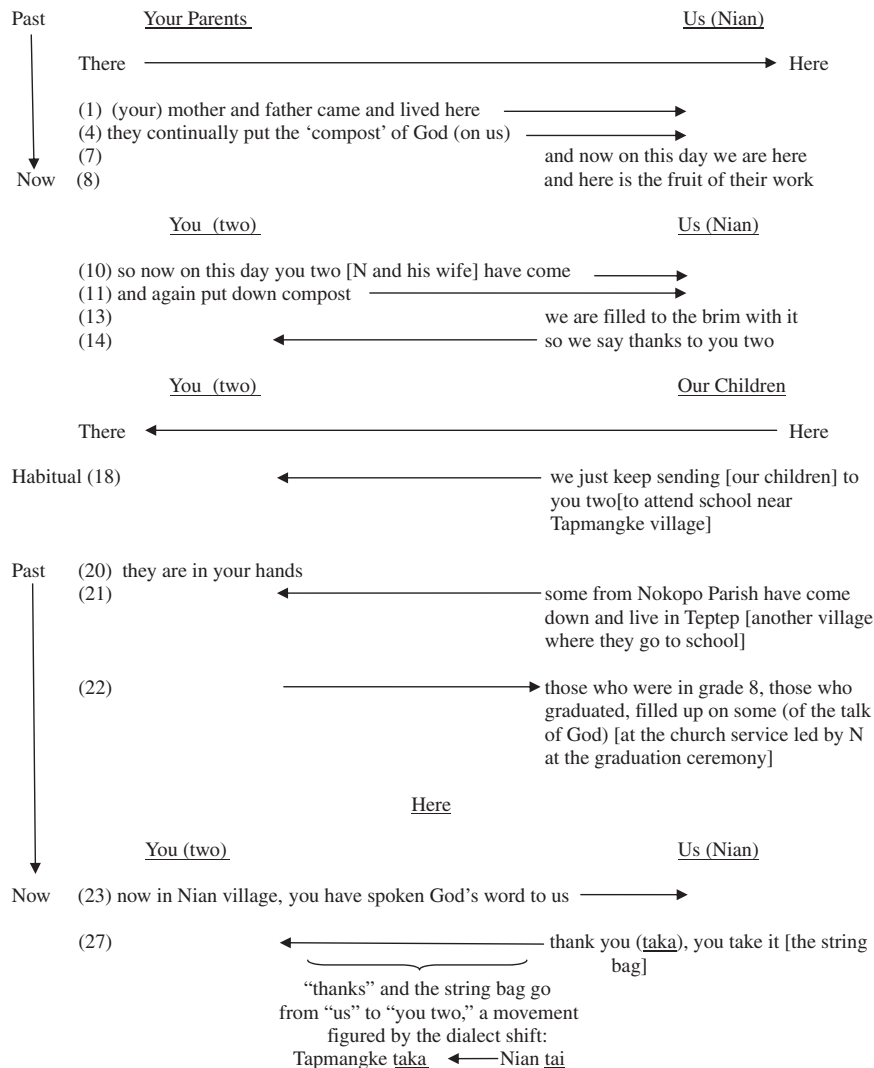 Past Your Parents Us (Nian)
There Here
(1) (your) mother and father came and lived here
(4) they continually put the ‘compost’ of God (on us)
(7) and now on this day we are here
Now (8) and here is the fruit of their work
You (two) Us (Nian)
(10) so now on this day you two [N and his wife] have come
(11) and again put down compost
(13) we are filled to the brim with it
(14) so we say thanks to you two
You (two) Our Children
There Here
Habitual (18) we just keep sending [our children] to
you two[to attend school near
Tapmangke village]
Past (20) they are in your hands
(21) some from Nokopo Parish have come
down and live in Teptep [another village
where they go to school]
(22) those who were in grade 8, those who
graduated, filled up on some (of the talk
of God) [at the church service led by N
at the graduation ceremony]
Here
You (two) Us (Nian)
Now (23) now in Nian village, you have spoken God’s word to us
(27) thank you (taka), you take it [the string
bag]
“thanks” and the string bag go
from “us” to “you two,” a movement
figured by the dialect shift:
Tapmangke taka Nian tai